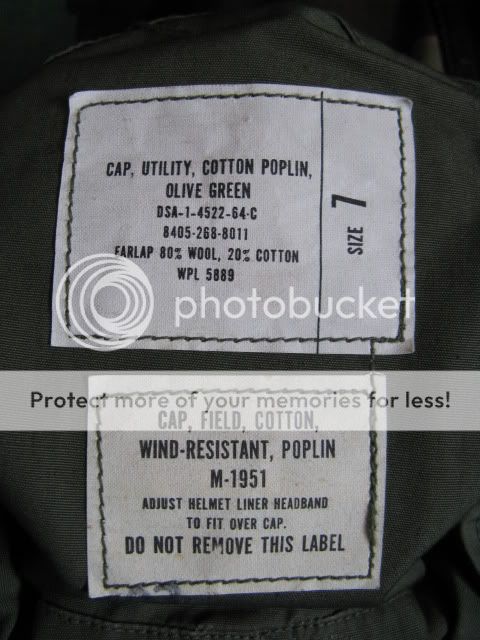 CAP, UTILITY, COTTON POPLIN,
OLIVE GREEN
DSA-1-4522-64-C
8405-268-8011
EARLAP 80% WOOL, 20% COTTON
WPL 5889
SIZE 7
photobucket
Protect more of your memories for less!
CAP, FIELD, COTTON,
WIND-RESISTANT, POPLIN
M-1951
ADJUST HELMET LINER HEADBAND
TO FIT OVER CAP.
DO NOT REMOVE THIS LABEL